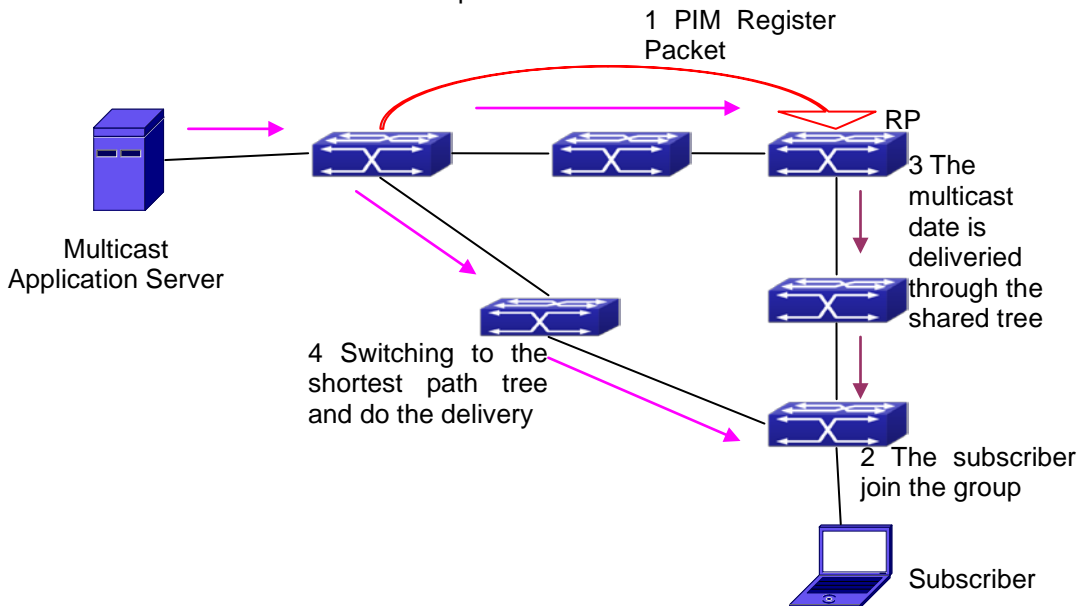 1 PIM Register
Packet
RP
3 The
multicast
date is
deliveried
through the
shared tree
Multicast
Application Server
4 Switching to the
shortest path tree
and do the delivery
2 The subscriber
join the group
Subscriber